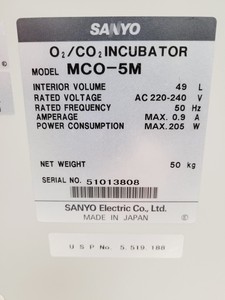 SANYO
O₂/CO₂ INCUBATOR
MODEL MCO-5M
INTERIOR VOLUME 49 L
RATED VOLTAGE AC 220-240 V
RATED FREQUENCY 50 Hz
AMPERAGE MAX. 0.9 A
POWER CONSUMPTION MAX. 205 W
NET WEIGHT 50 kg
SERIAL NO. 51013808
SANYO Electric Co., Ltd.
MADE IN JAPAN
U S P No. 5,519,188